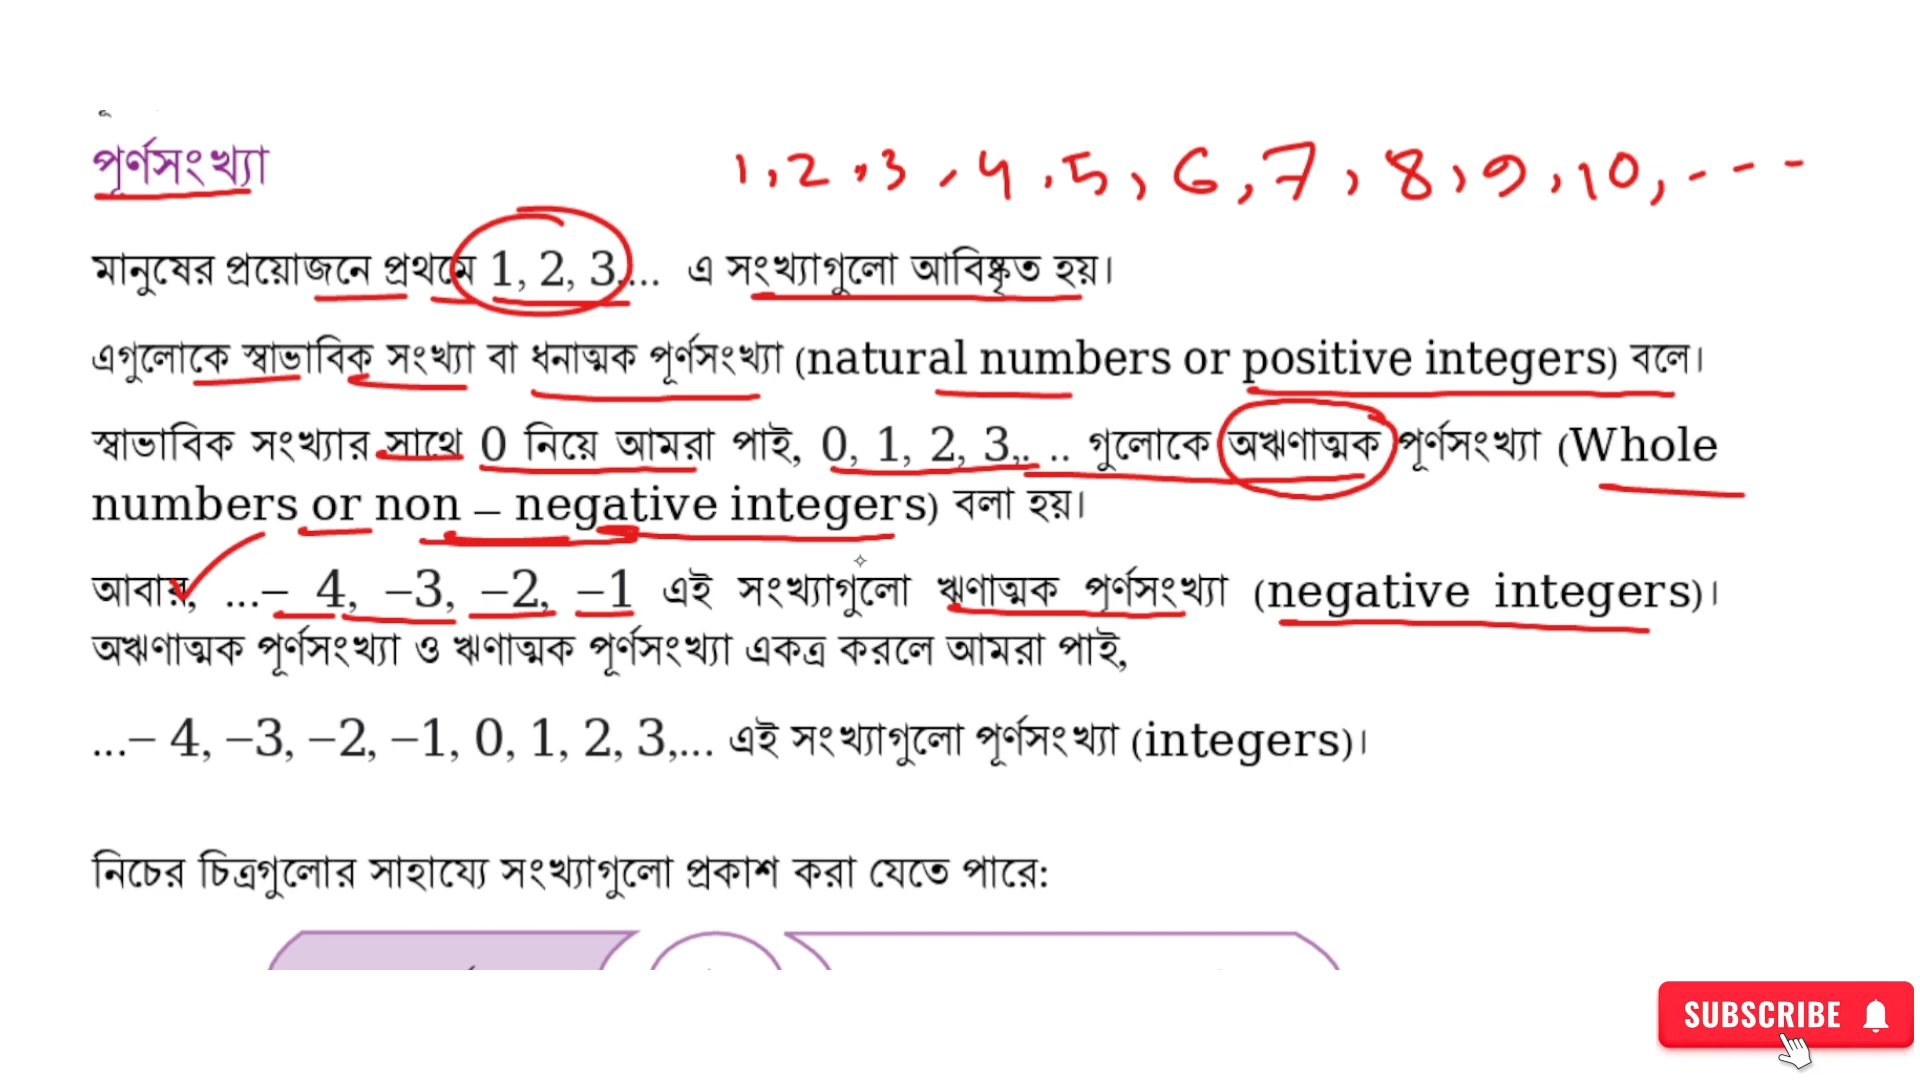 পূর্ণসংখ্যা
1, 2, 3, 4, 5, 6, 7, 8, 9, 10, - - -
মানুষের প্রয়োজনে প্রথমে 1, 2, 3,... এ সংখ্যাগুলো আবিষ্কৃত হয়।
এগুলোকে স্বাভাবিক সংখ্যা বা ধনাত্মক পূর্ণসংখ্যা (natural numbers or positive integers) বলে।
স্বাভাবিক সংখ্যার সাথে 0 নিয়ে আমরা পাই, 0, 1, 2, 3,. .. গুলোকে অঋণাত্মক পূর্ণসংখ্যা (Whole
numbers or non – negative integers) বলা হয়।
আবার, ...– 4, –3, –2, –1 এই সংখ্যাগুলো ঋণাত্মক পূর্ণসংখ্যা (negative integers)।
অঋণাত্মক পূর্ণসংখ্যা ও ঋণাত্মক পূর্ণসংখ্যা একত্র করলে আমরা পাই,
...– 4, –3, –2, –1, 0, 1, 2, 3,... এই সংখ্যাগুলো পূর্ণসংখ্যা (integers)।
নিচের চিত্রগুলোর সাহায্যে সংখ্যাগুলো প্রকাশ করা যেতে পারে:
SUBSCRIBE